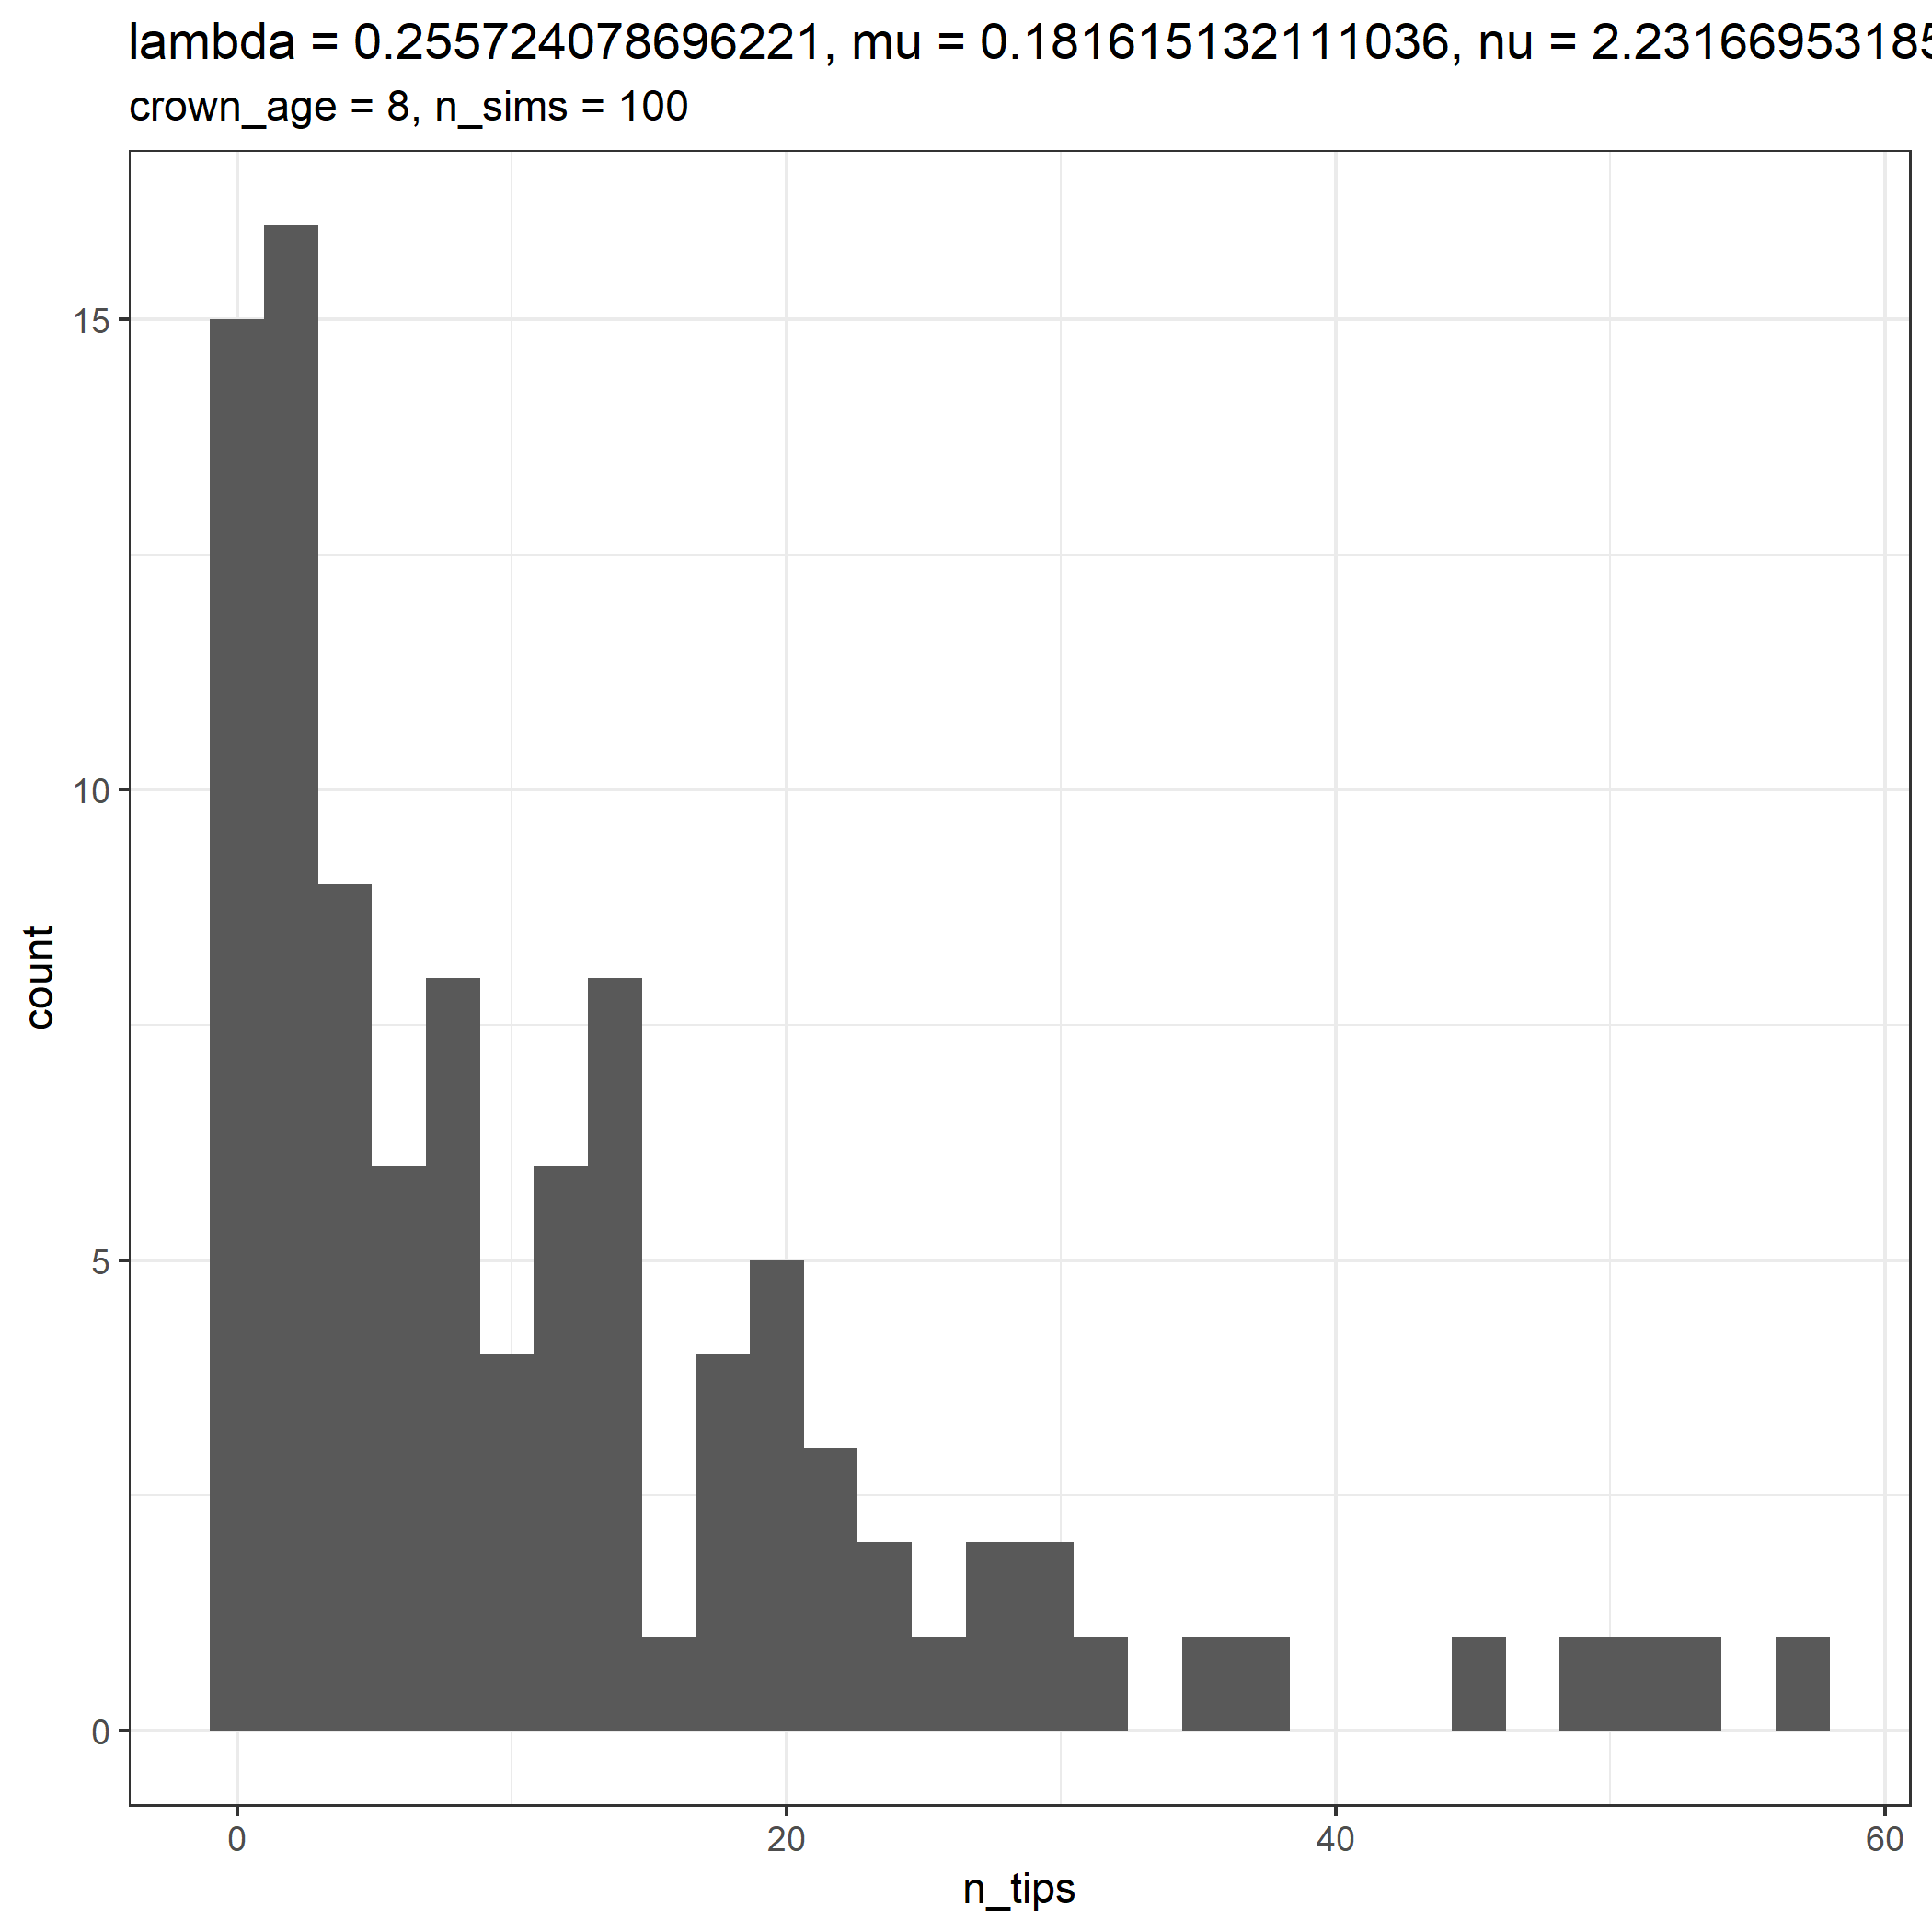 lambda = 0.255724078696221, mu = 0.181615132111036, nu = 2.23166953185
crown_age = 8, n_sims = 100
15
10
5
0
count
0 20 40 60
n_tips